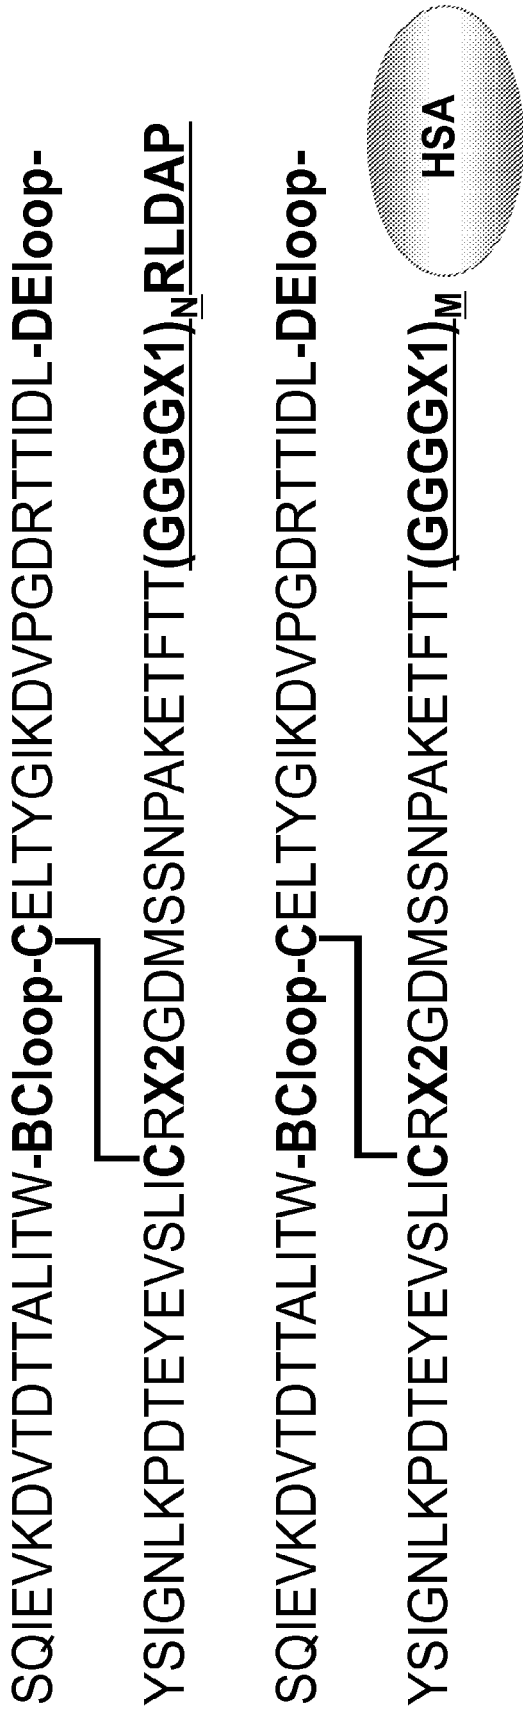 SQIEVKDVTDTTALITW-BCloop-CELTYGIKDVPGDRTTIDL-DEloop-
YSIGNLKPDTEYEVSLICRX2GDMSSNPAKETFTT(GGGGX1)NRLDAP
SQIEVKDVTDTTALITW-BCloop-CELTYGIKDVPGDRTTIDL-DEloop-
YSIGNLKPDTEYEVSLICRX2GDMSSNPAKETFTT(GGGGX1)M
HSA